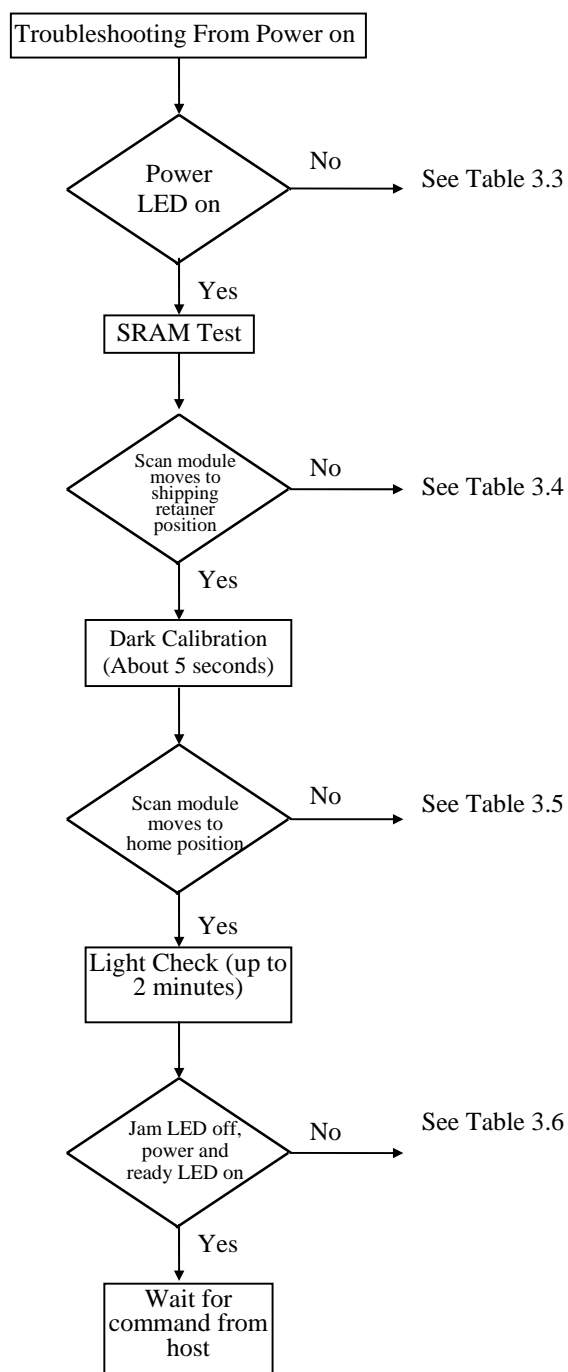 Troubleshooting From Power on
Power
LED on
No
See Table 3.3
Yes
SRAM Test
Scan module
moves to
shipping
retainer
position
No
See Table 3.4
Yes
Dark Calibration
(About 5 seconds)
Scan module
moves to
home position
No
See Table 3.5
Yes
Light Check (up to
2 minutes)
Jam LED off,
power and
ready LED on
No
See Table 3.6
Yes
Wait for
command from
host